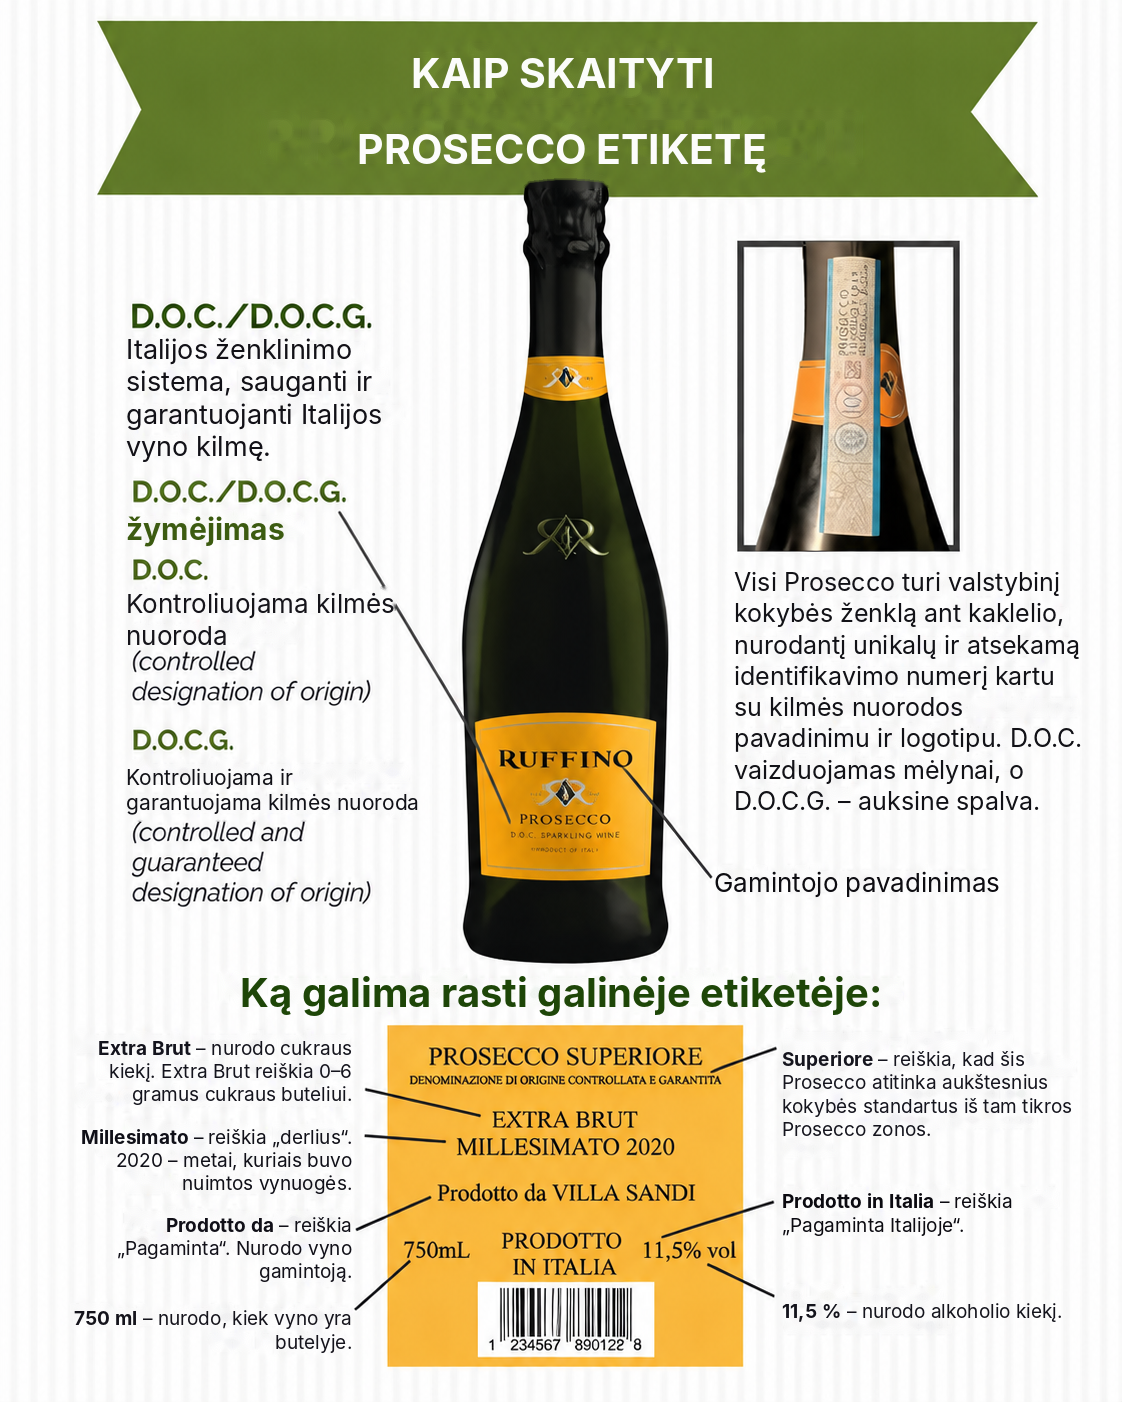 KAIP SKAITYTI
PROSECCO ETIKETĘ
D.O.C./D.O.C.G.
Italijos ženklinimo
sistema, sauganti ir
garantuojanti Italijos
vyno kilmę.
D.O.C./D.O.C.G.
žymėjimas
D.O.C.
Kontroliuojama kilmės
nuoroda
(controlled
designation of origin)
D.O.C.G.
Kontroliuojama ir
garantuojama kilmės nuoroda
(controlled and
guaranteed
designation of origin)
RUFFINO
PROSECCO
D.O.C. SPARKLING WINE
PRODUCT OF ITALY
Visi Prosecco turi valstybinį
kokybės ženklą ant kaklelio,
nurodantį unikalų ir atsekamą
identifikavimo numerį kartu
su kilmės nuorodos
pavadinimu ir logotipu. D.O.C.
vaizduojamas mėlynai, o
D.O.C.G. – auksine spalva.
Gamintojo pavadinimas
Ką galima rasti galinėje etiketėje:
Extra Brut – nurodo cukraus
kiekį. Extra Brut reiškia 0–6
gramus cukraus buteliui.
Millesimato – reiškia „derlius“.
2020 – metai, kuriais buvo
nuimtos vynuogės.
Prodotto da – reiškia
„Pagaminta“. Nurodo vyno
gamintoją.
750 ml – nurodo, kiek vyno yra
butelyje.
PROSECCO SUPERIORE
DENOMINAZIONE DI ORIGINE CONTROLLATA E GARANTITA
EXTRA BRUT
MILLESIMATO 2020
Prodotto da VILLA SANDI
750mL
PRODOTTO
IN ITALIA
11,5% vol
1 234567 890122 8
Superiore – reiškia, kad šis
Prosecco atitinka aukštesnius
kokybės standartus iš tam tikros
Prosecco zonos.
Prodotto in Italia – reiškia
„Pagaminta Italijoje“.
11,5 % – nurodo alkoholio kiekį.